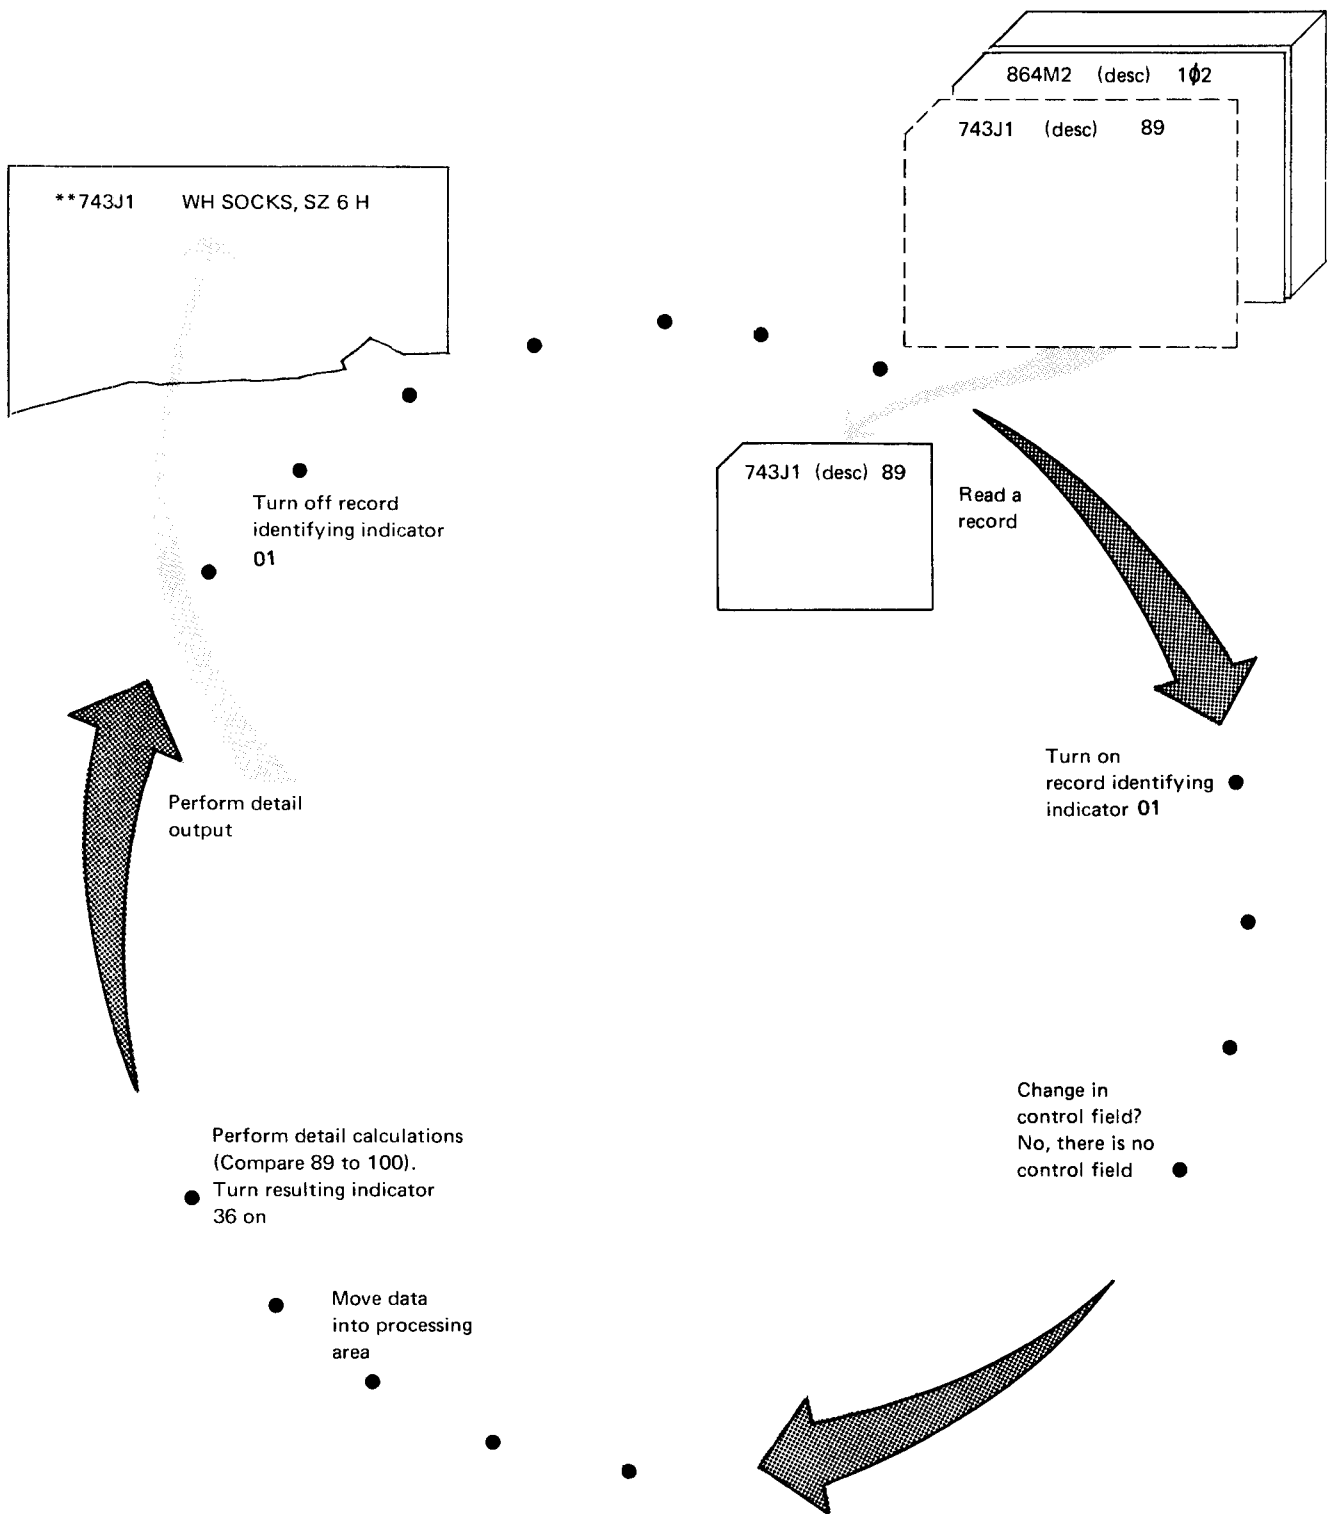 864M2 (desc) 102
743J1 (desc) 89
**743J1 WH SOCKS, SZ 6 H
743J1 (desc) 89
Read a
record
Turn off record
identifying indicator
01
Turn on
record identifying
indicator 01
Perform detail
output
Change in
control field?
No, there is no
control field
Perform detail calculations
(Compare 89 to 100).
Turn resulting indicator
36 on
Move data
into processing
area